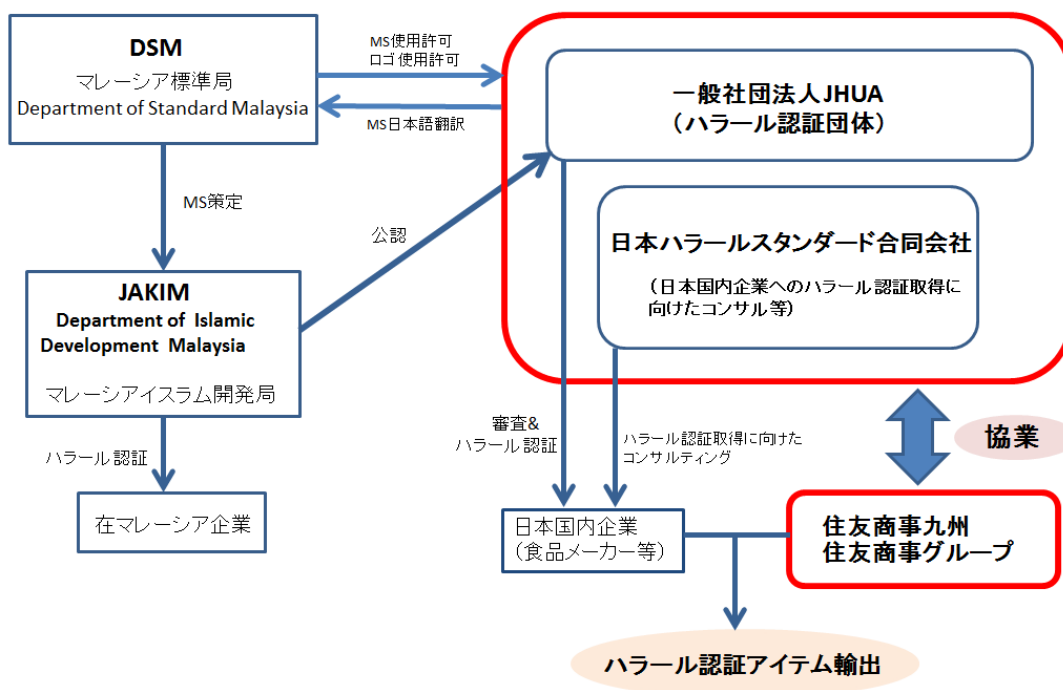 DSM
マレーシア標準局
Department of Standard Malaysia
MS使用許可
ロゴ使用許可
MS日本語翻訳
一般社団法人JHUA
（ハラール認証団体）
MS策定
公認
日本ハラールスタンダード合同会社
（日本国内企業へのハラール認証取得に
向けたコンサル等）
JAKIM
Department of Islamic
Development Malaysia
マレーシアイスラム開発局
ハラール認証
審査&
ハラール認証
ハラール認証取得に向けた
コンサルティング
協業
在マレーシア企業
日本国内企業
（食品メーカー等）
住友商事九州
住友商事グループ
ハラール認証アイテム輸出